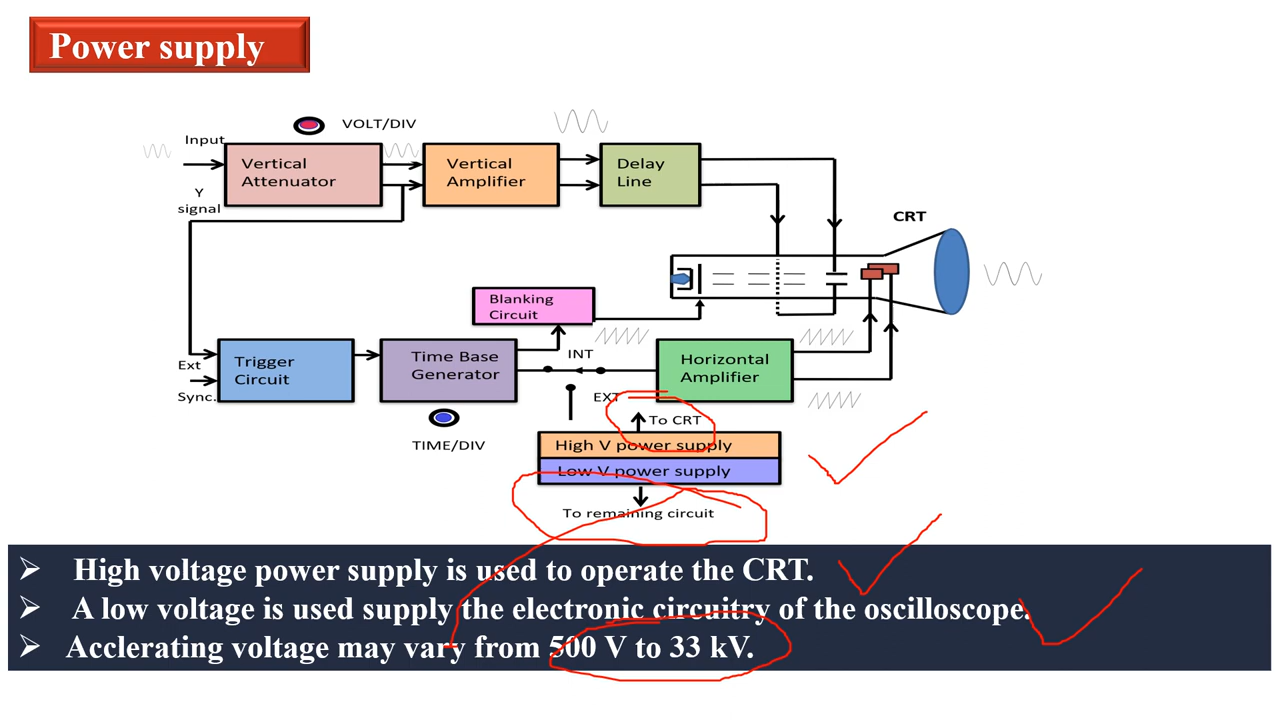 Power supply
VOLT/DIV
Input
Y
signal
Vertical
Attenuator
Vertical
Amplifier
Delay
Line
CRT
Blanking
Circuit
Ext
Sync.
Trigger
Circuit
Time Base
Generator
INT
EXT
Horizontal
Amplifier
TIME/DIV
To CRT
High V power supply
Low V power supply
To remaining circuit
➢ High voltage power supply is used to operate the CRT.
➢ A low voltage is used supply the electronic circuitry of the oscilloscope.
➢ Acclerating voltage may vary from 500 V to 33 kV.